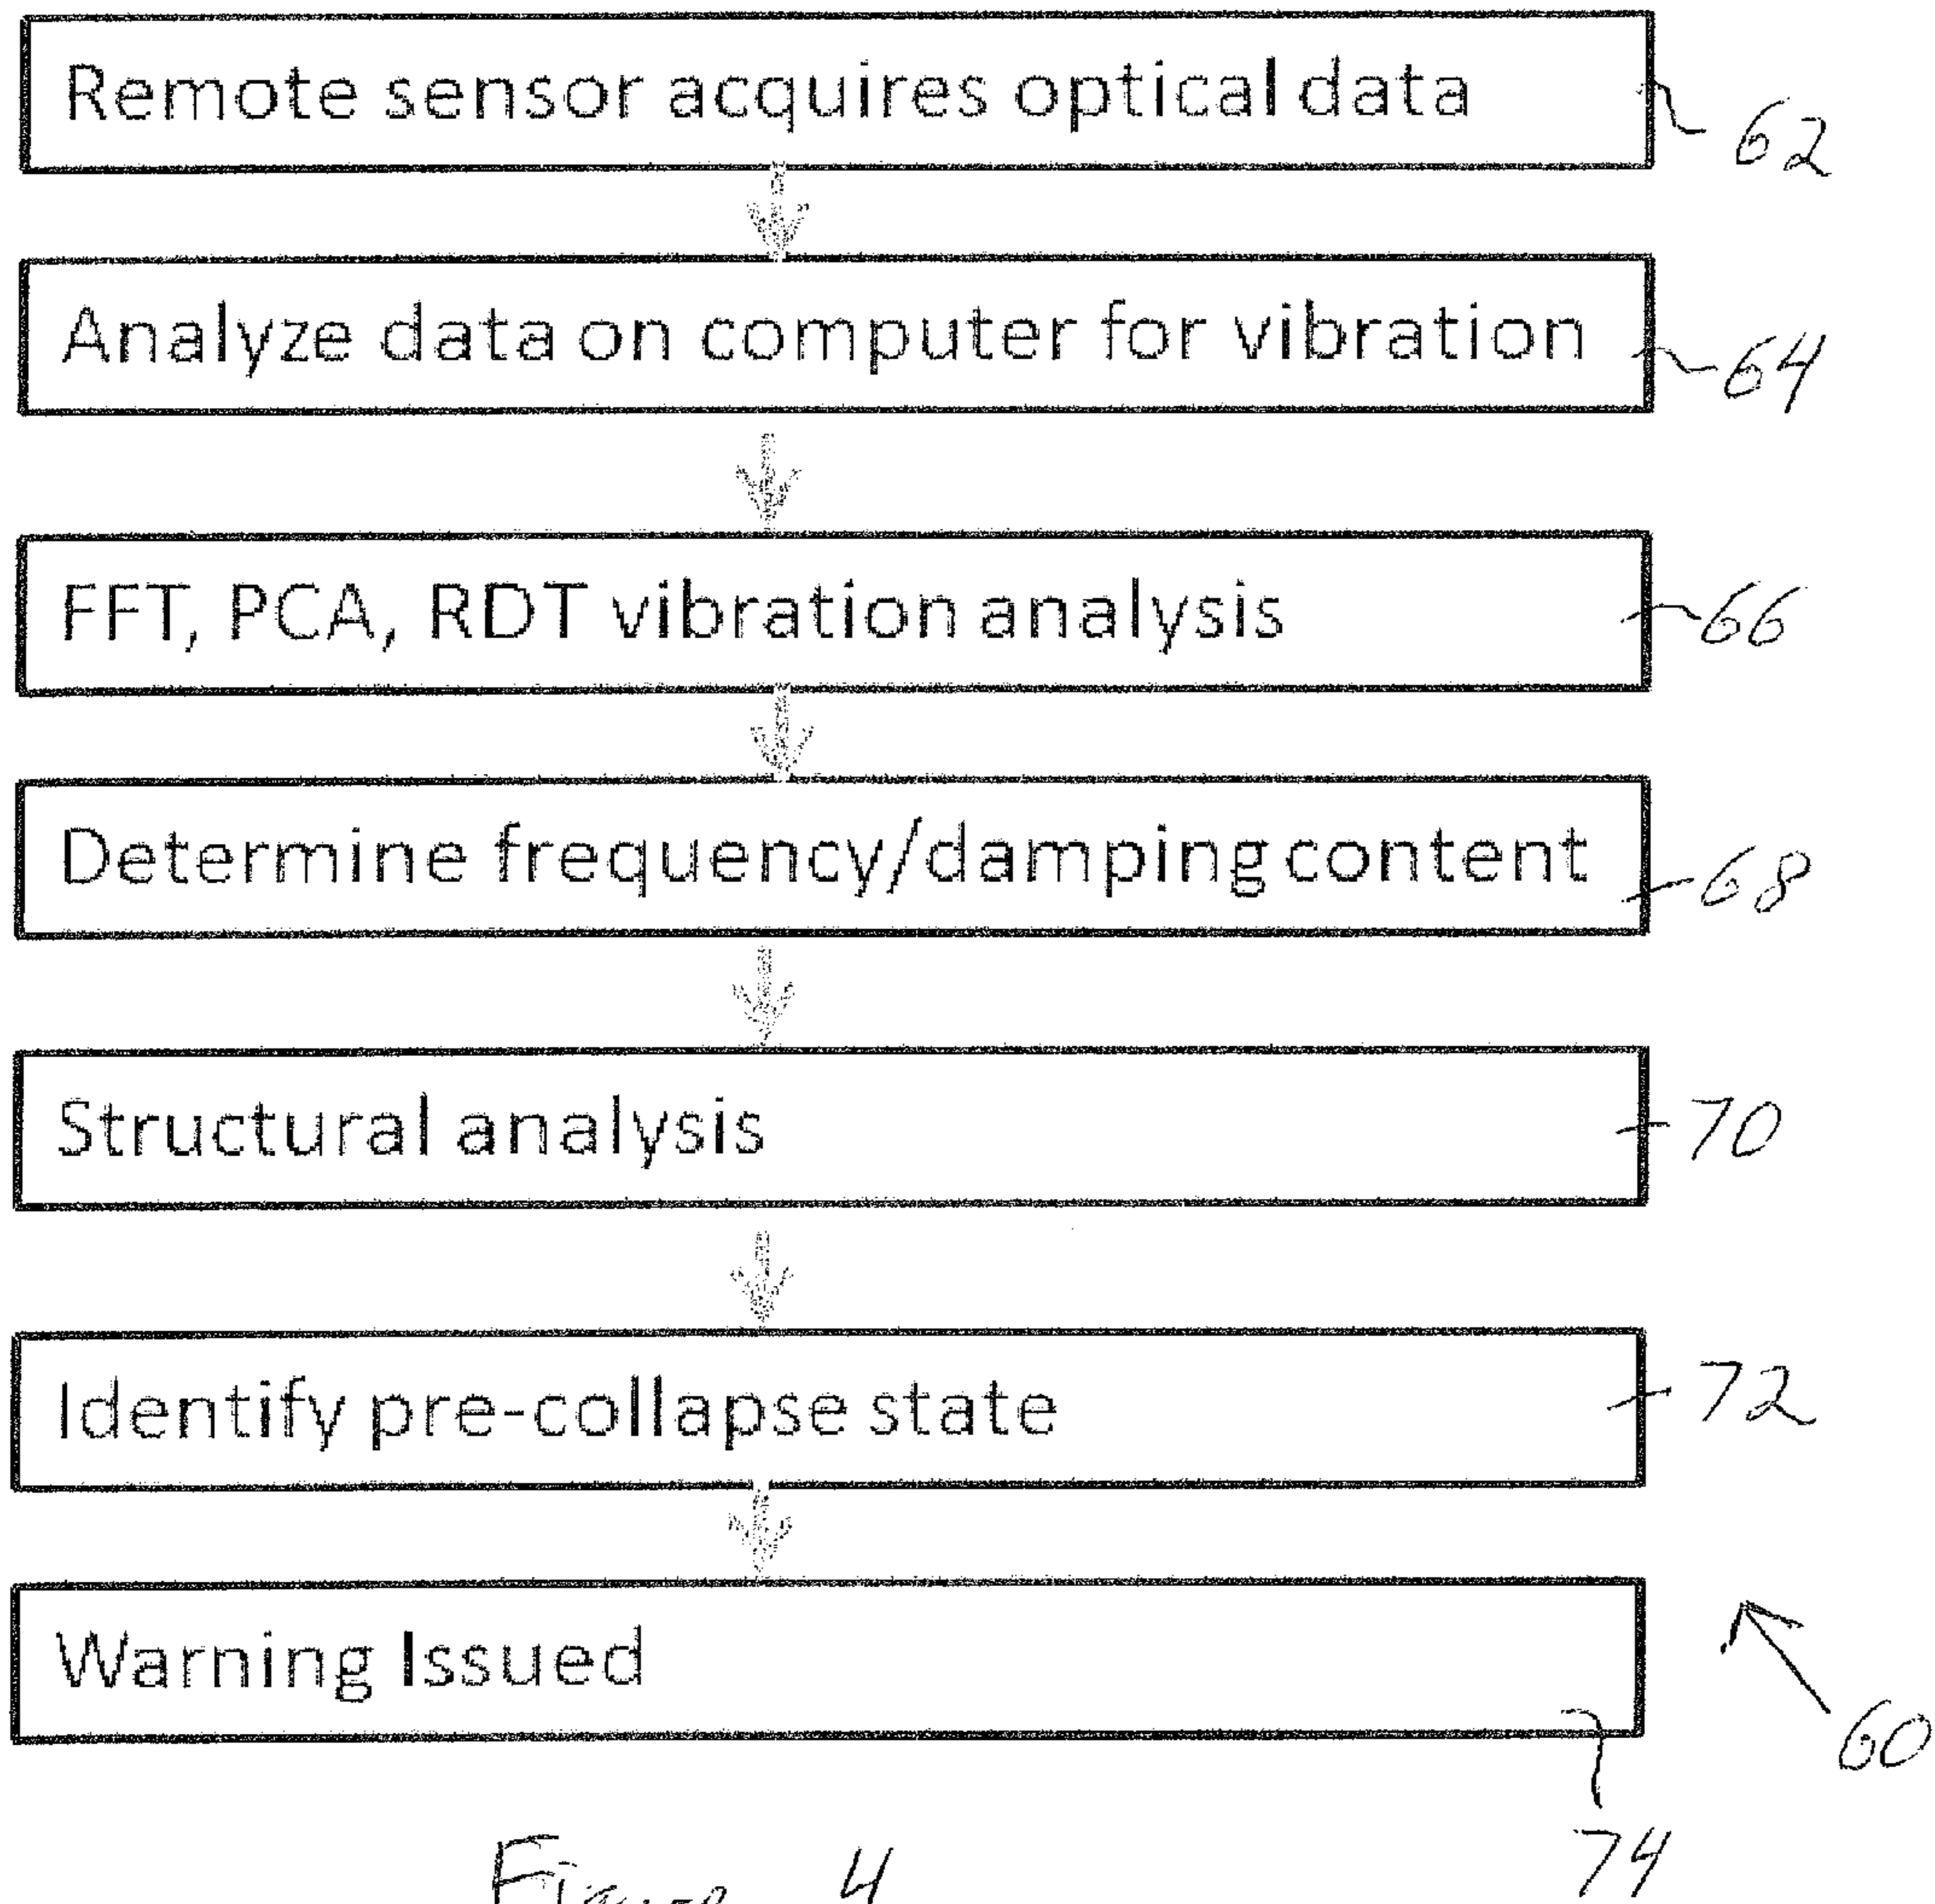 Remote sensor acquires optical data
62
Analyze data on computer for vibration
64
FFT, PCA, RDT vibration analysis
66
Determine frequency/damping content
68
Structural analysis
70
Identify pre-collapse state
72
Warning Issued
60
74
Figure 4